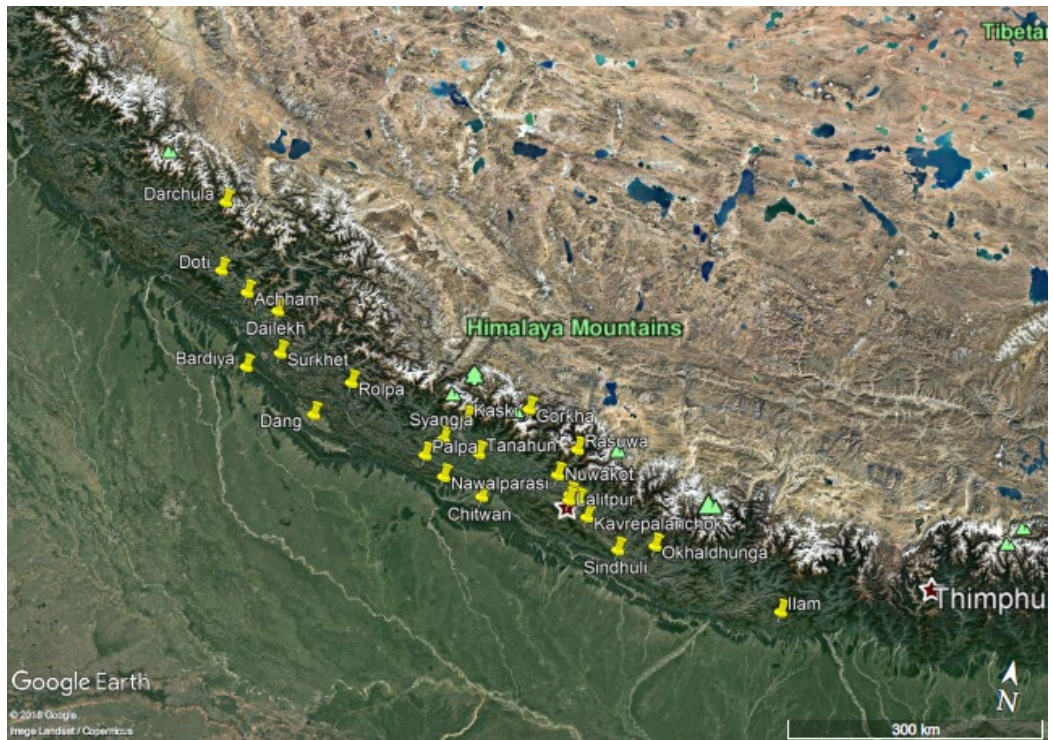 Tibetan
Darchula
Doti
Achham
Dailekh
Himalaya Mountains
Bardiya
Surkhet
Rolpa
Dang
Kaski
Gorkha
Syangja
Palpa
Tanahun
Rasuwa
Nawalparasi
Nuwakot
Chitwan
Lalitpur
Kavrepalanchok
Sindhuli
Okhaldhunga
Ilam
Thimphu
Google Earth
© 2018 Google
Image Landsat / Copernicus
N
300 km